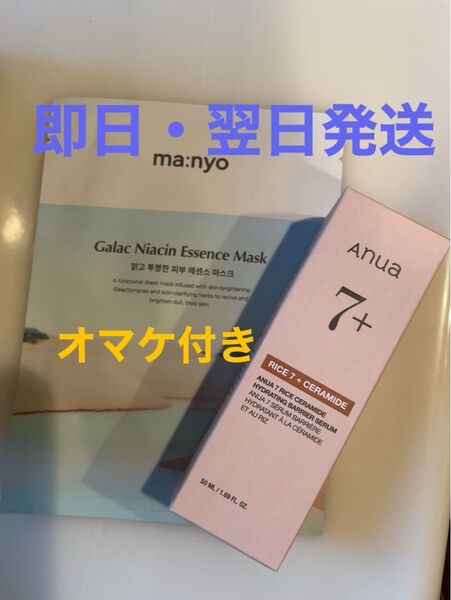 即日・翌日発送
ma:nyo
Galac Niacin Essence Mask
맑고 투명한 피부 에센스 마스크
A functional sheet mask infused with skin-brightening
Galactomyces and skin-clarifying herbs to revive and
brighten dull, tired skin.
オマケ付き
Anua
7+
RICE 7 + CERAMIDE
ANUA 7 RICE CERAMIDE
HYDRATING BARRIER SERUM
ANUA 7 SÉRUM BARRIÈRE
HYDRATANT À LA CÉRAMIDE
ET AU RIZ
50 ML / 1.69 FL. OZ.